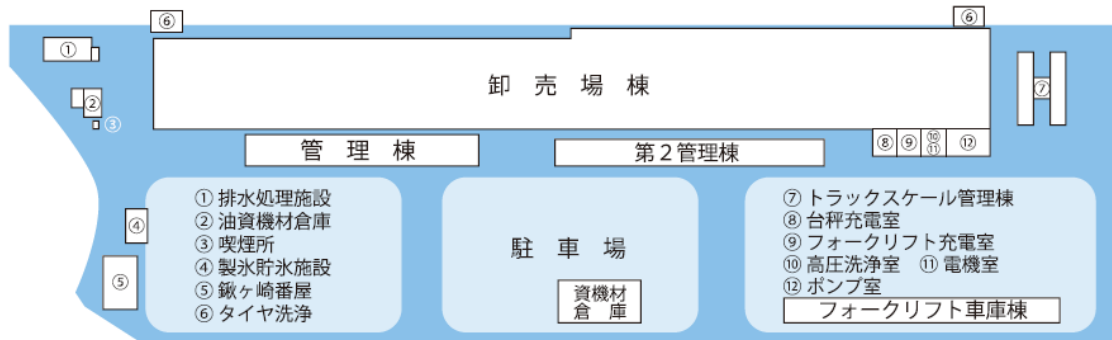 ⑥
⑥
①
卸売場棟
⑦
②
③
⑧
⑨
⑩
⑪
⑫
管理棟
第2管理棟
④
⑤
①排水処理施設
②油資機材倉庫
③喫煙所
④製氷貯氷施設
⑤鍬ヶ崎番屋
⑥タイヤ洗浄
駐車場
資機材
倉庫
⑦トラックスケール管理棟
⑧台秤充電室
⑨フォークリフト充電室
⑩高圧洗浄室 ⑪電機室
⑫ポンプ室
フォークリフト車庫棟